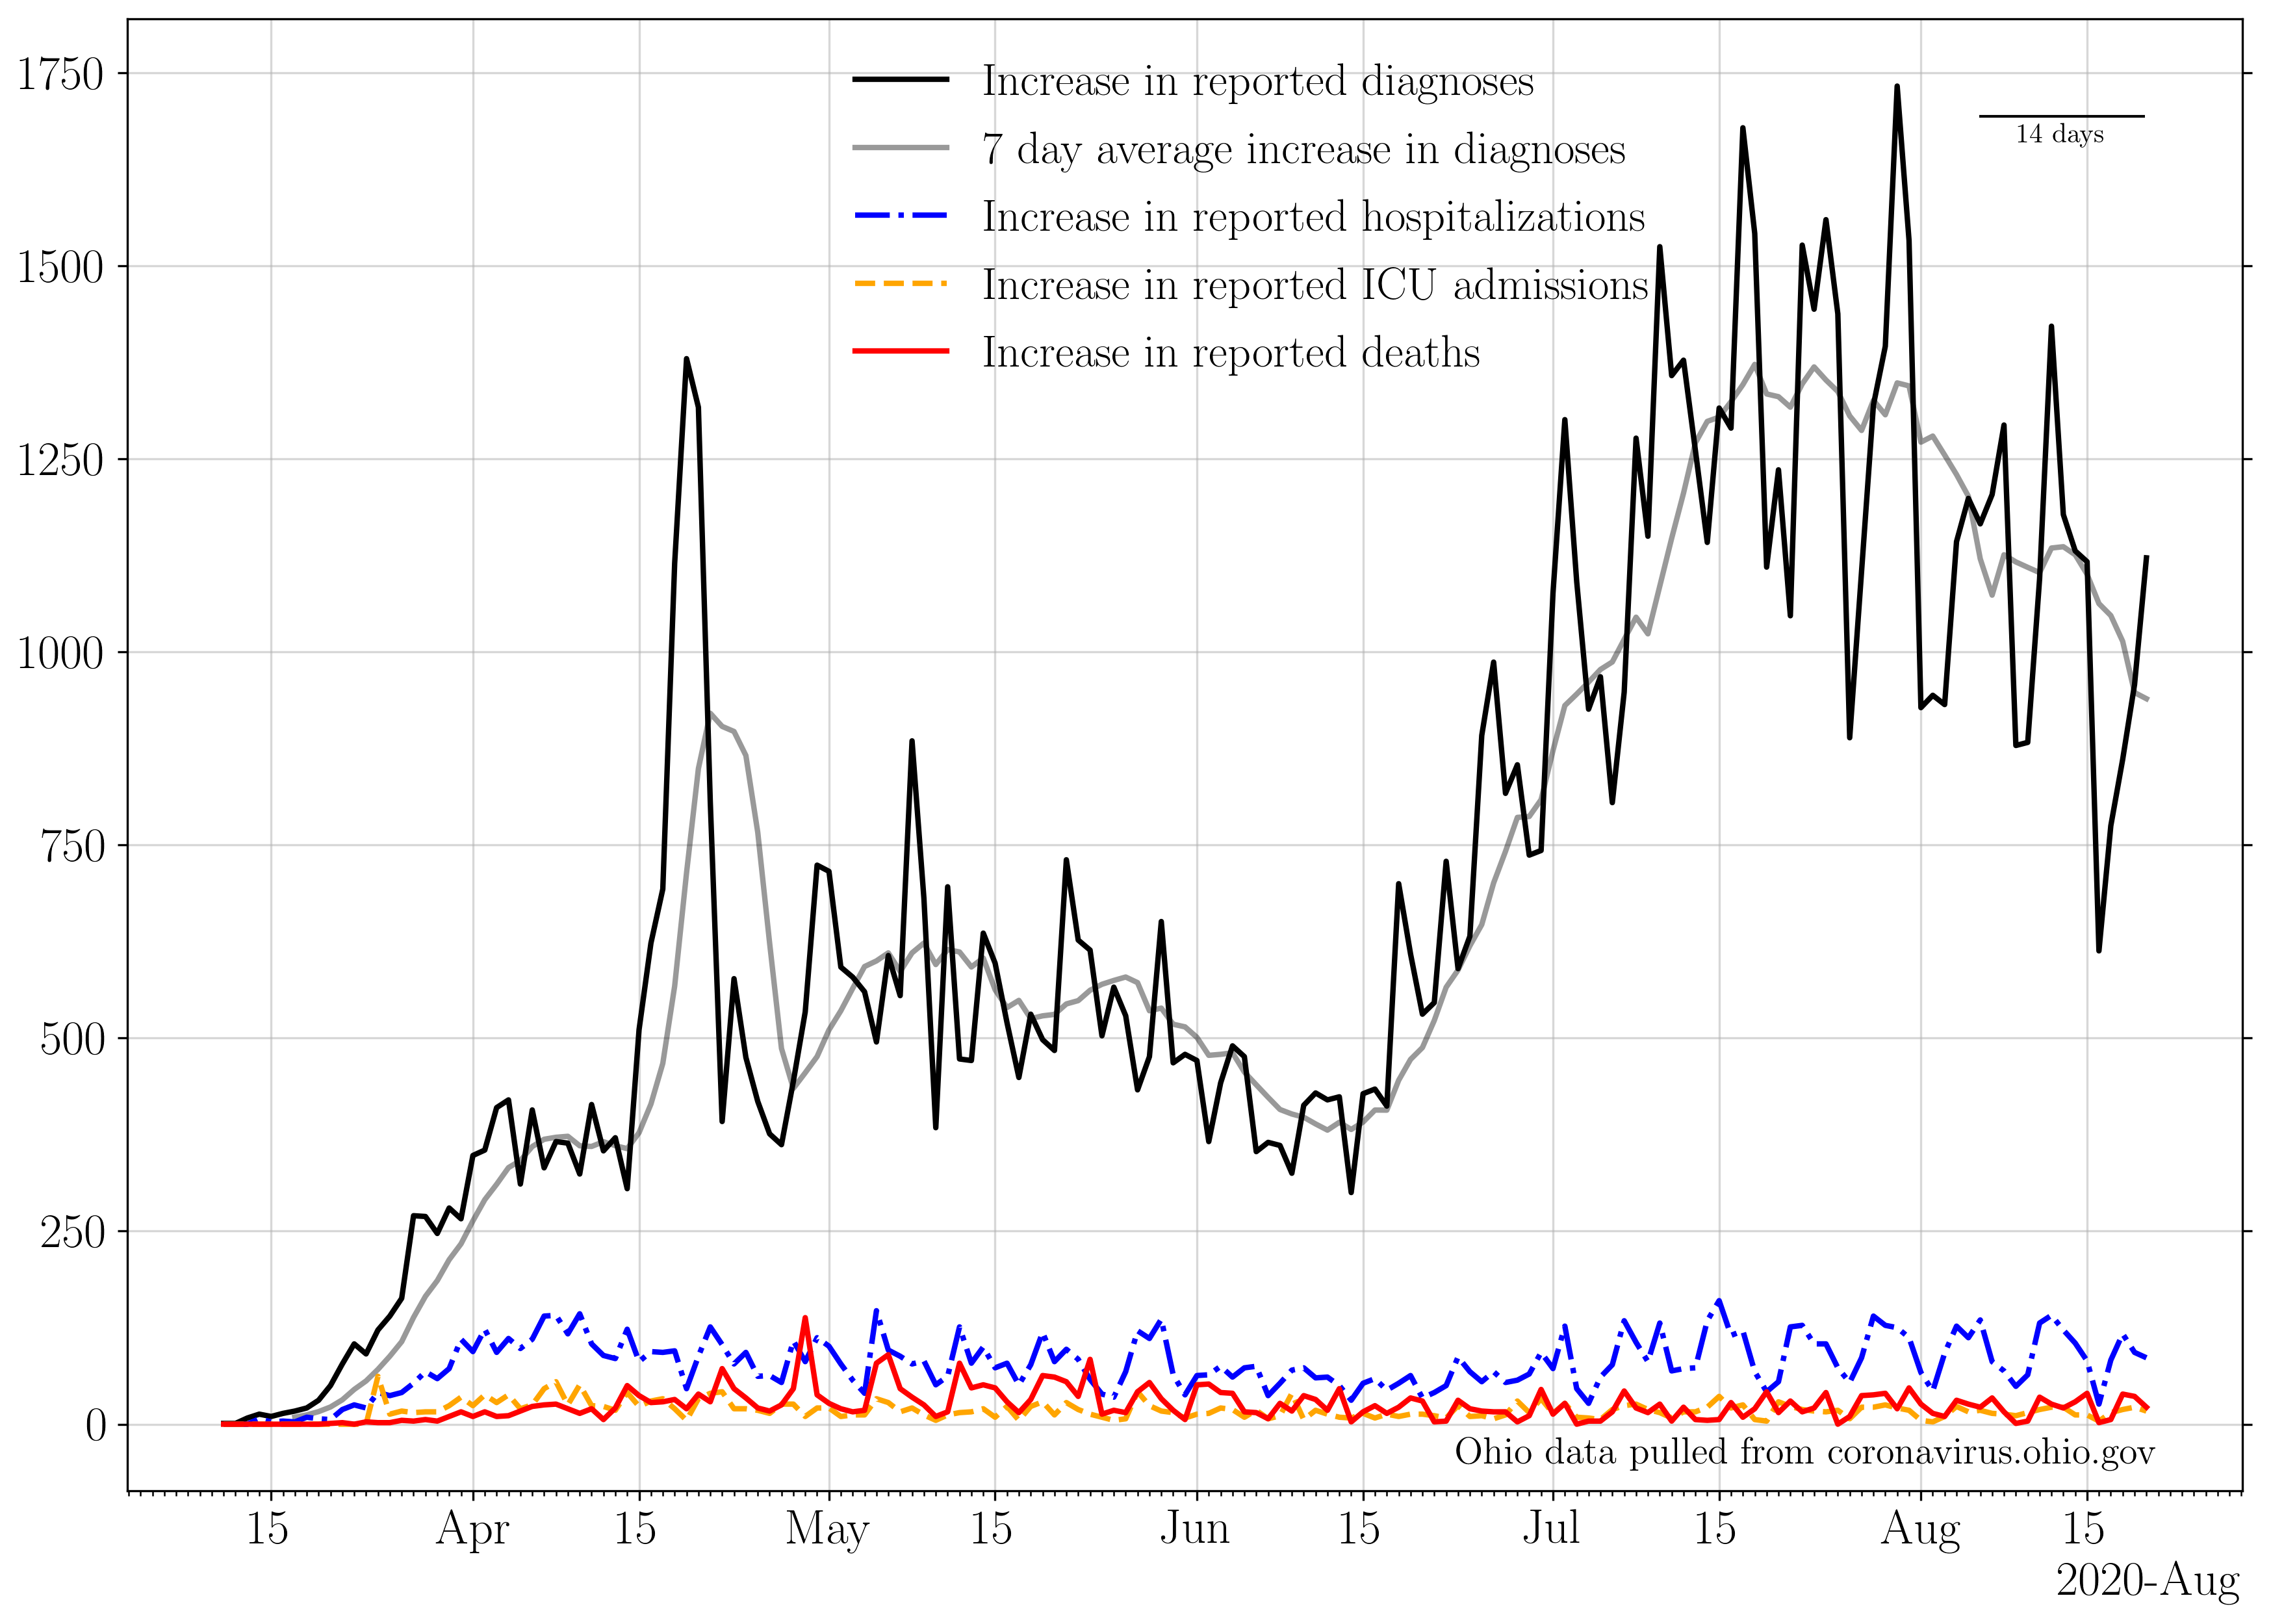 1750
1500
1250
1000
750
500
250
0
Increase in reported diagnoses
7 day average increase in diagnoses
Increase in reported hospitalizations
Increase in reported ICU admissions
Increase in reported deaths
14 days
Ohio data pulled from coronavirus.ohio.gov
15 Apr 15 May 15 Jun 15 Jul 15 Aug 15
2020-Aug